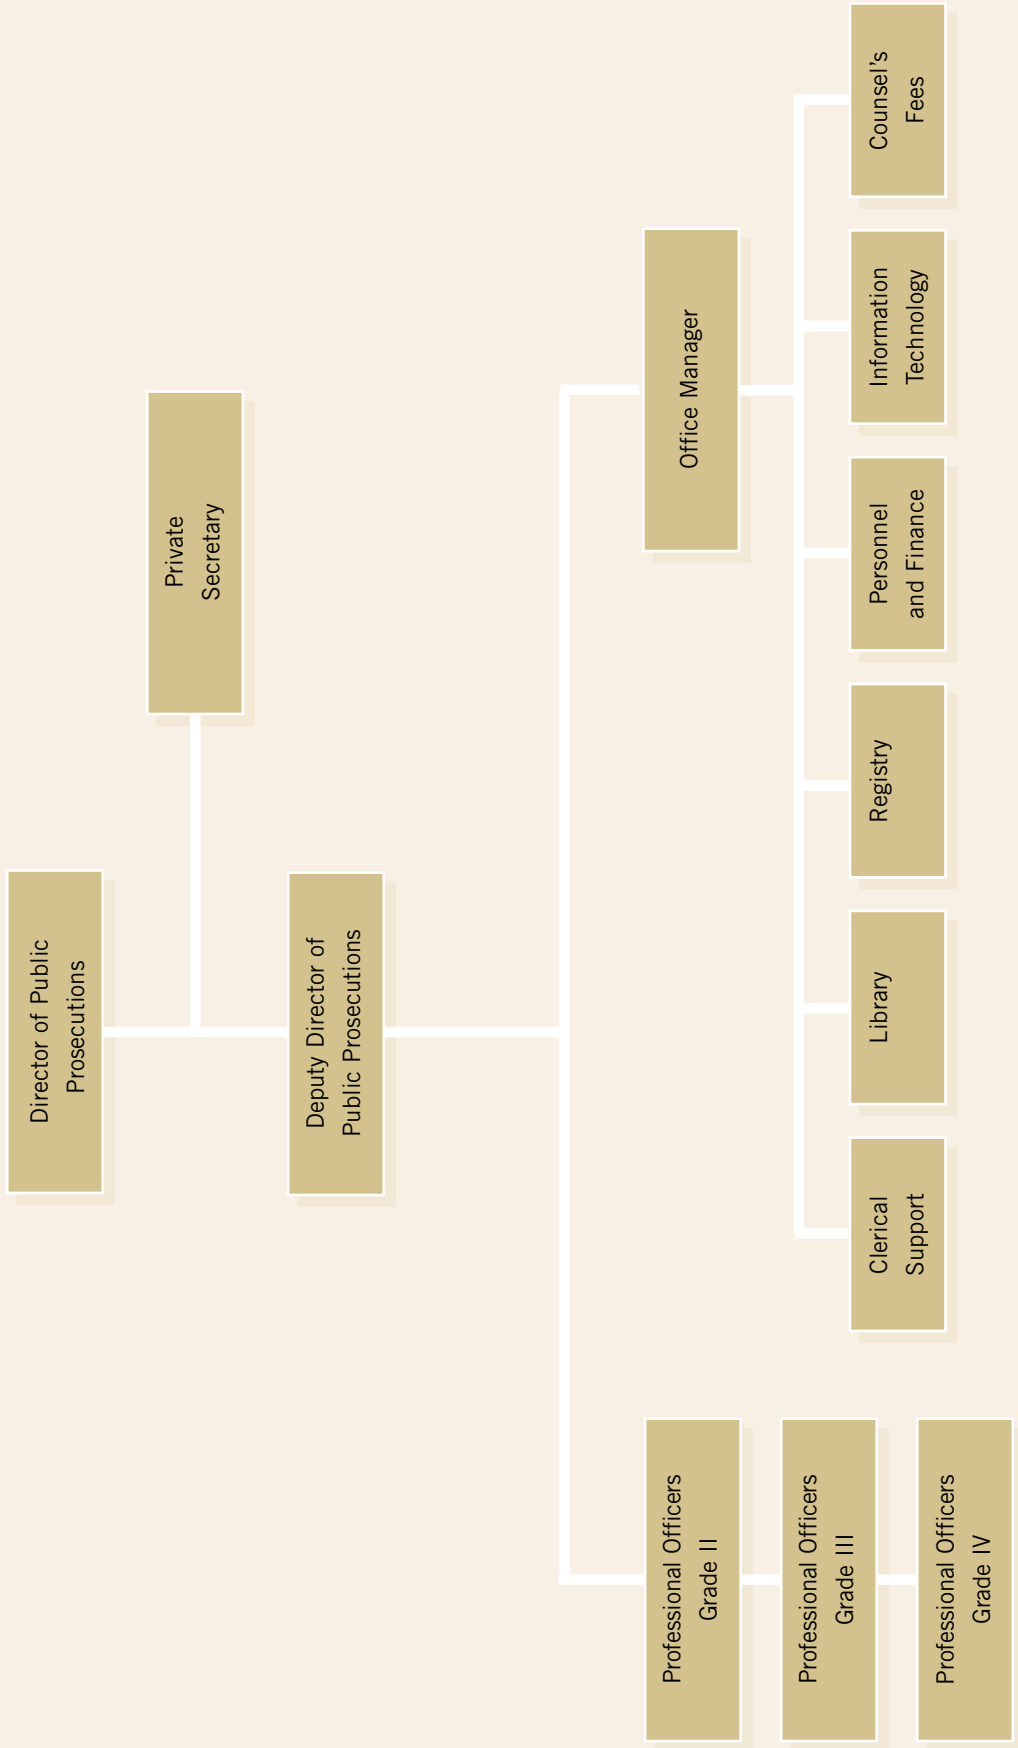 Director of Public
Prosecutions
Private
Secretary
Deputy Director of
Public Prosecutions
Professional Officers
Grade II
Office Manager
Professional Officers
Grade III
Professional Officers
Grade IV
Clerical
Support
Library
Registry
Personnel
and Finance
Information
Technology
Counsel's
Fees